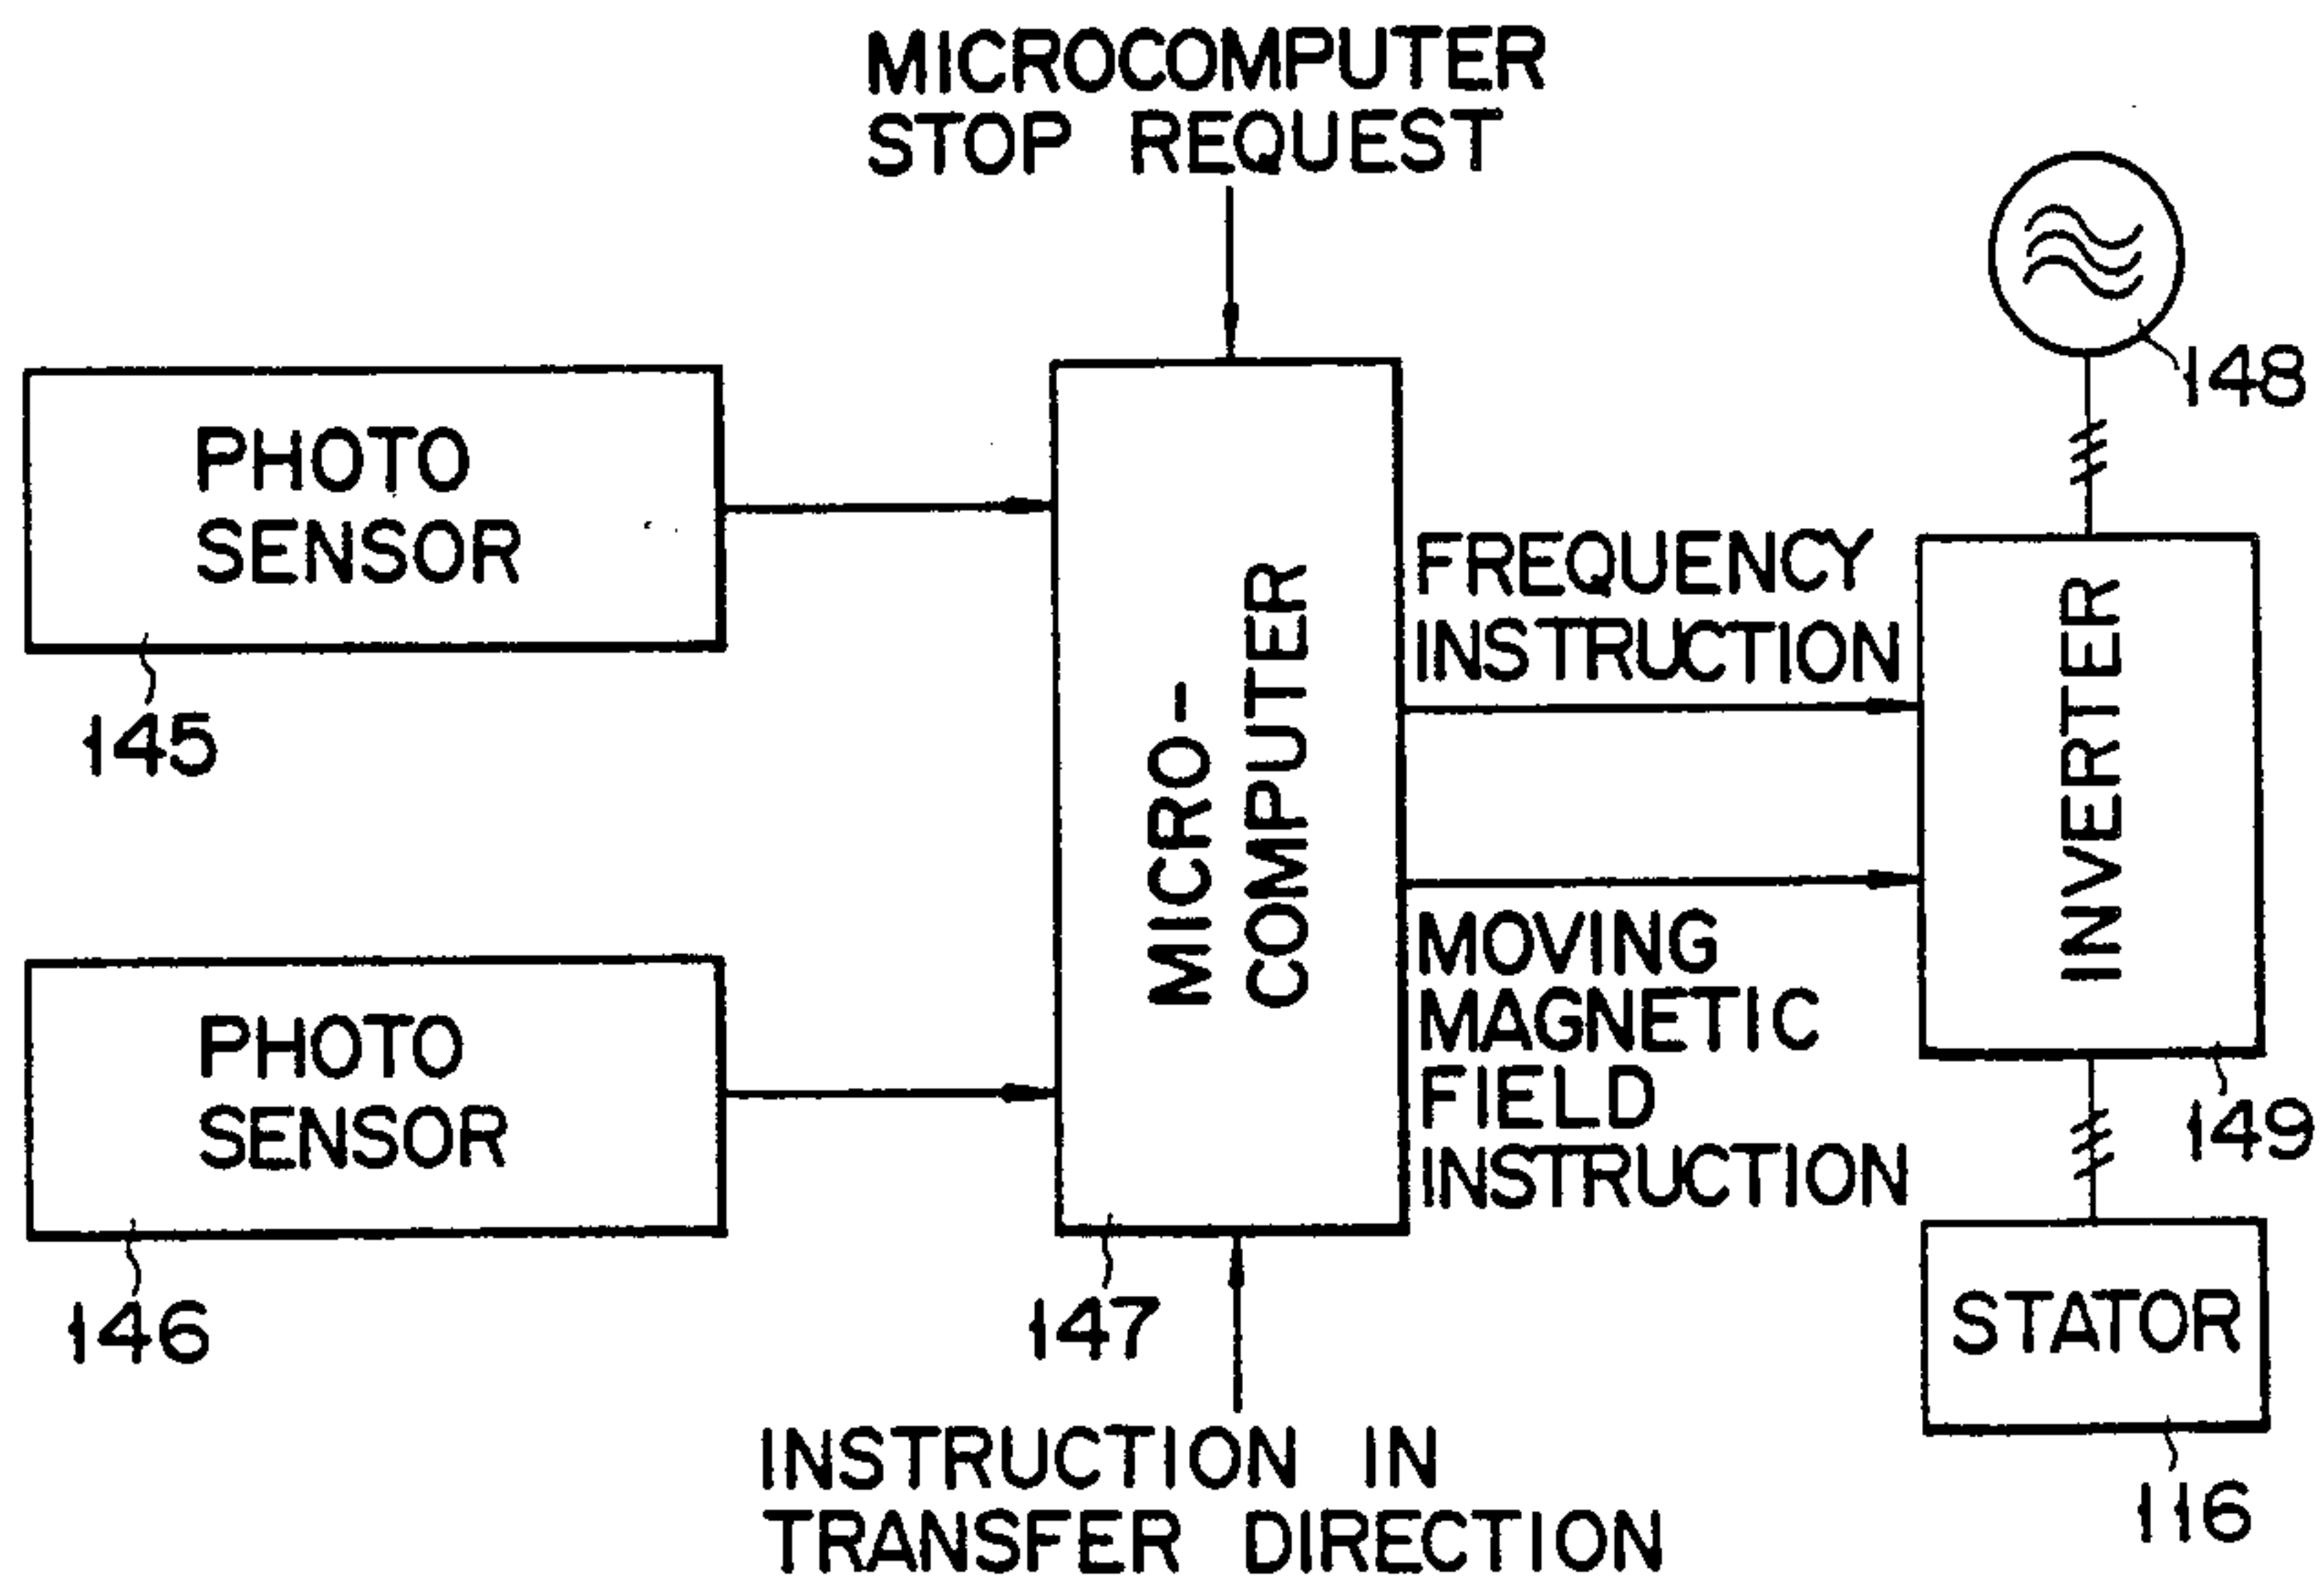 MICROCOMPUTER
STOP REQUEST
148
PHOTO
SENSOR
145
MICRO-
COMPUTER
FREQUENCY
INSTRUCTION
INVERTER
MOVING
MAGNETIC
FIELD
INSTRUCTION
149
PHOTO
SENSOR
146
147
STATOR
116
INSTRUCTION IN
TRANSFER DIRECTION